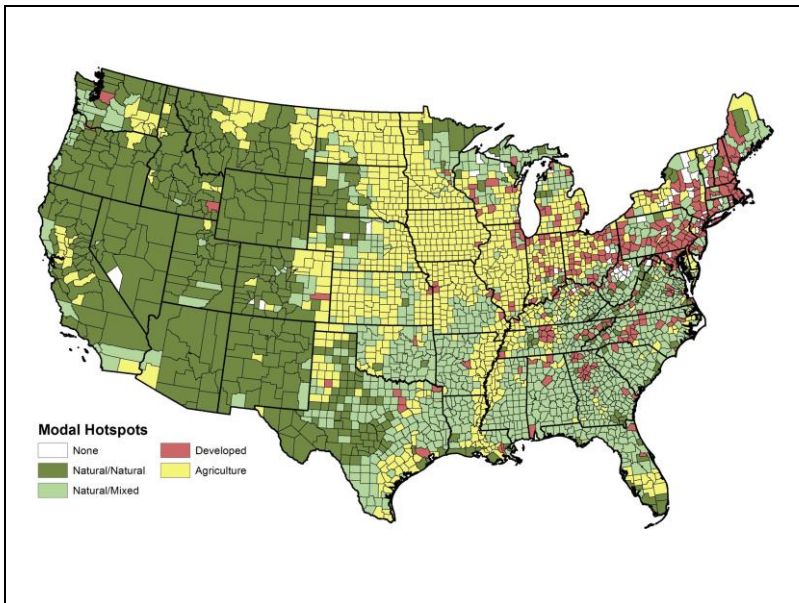 Modal Hotspots
None
Developed
Natural/Natural
Agriculture
Natural/Mixed